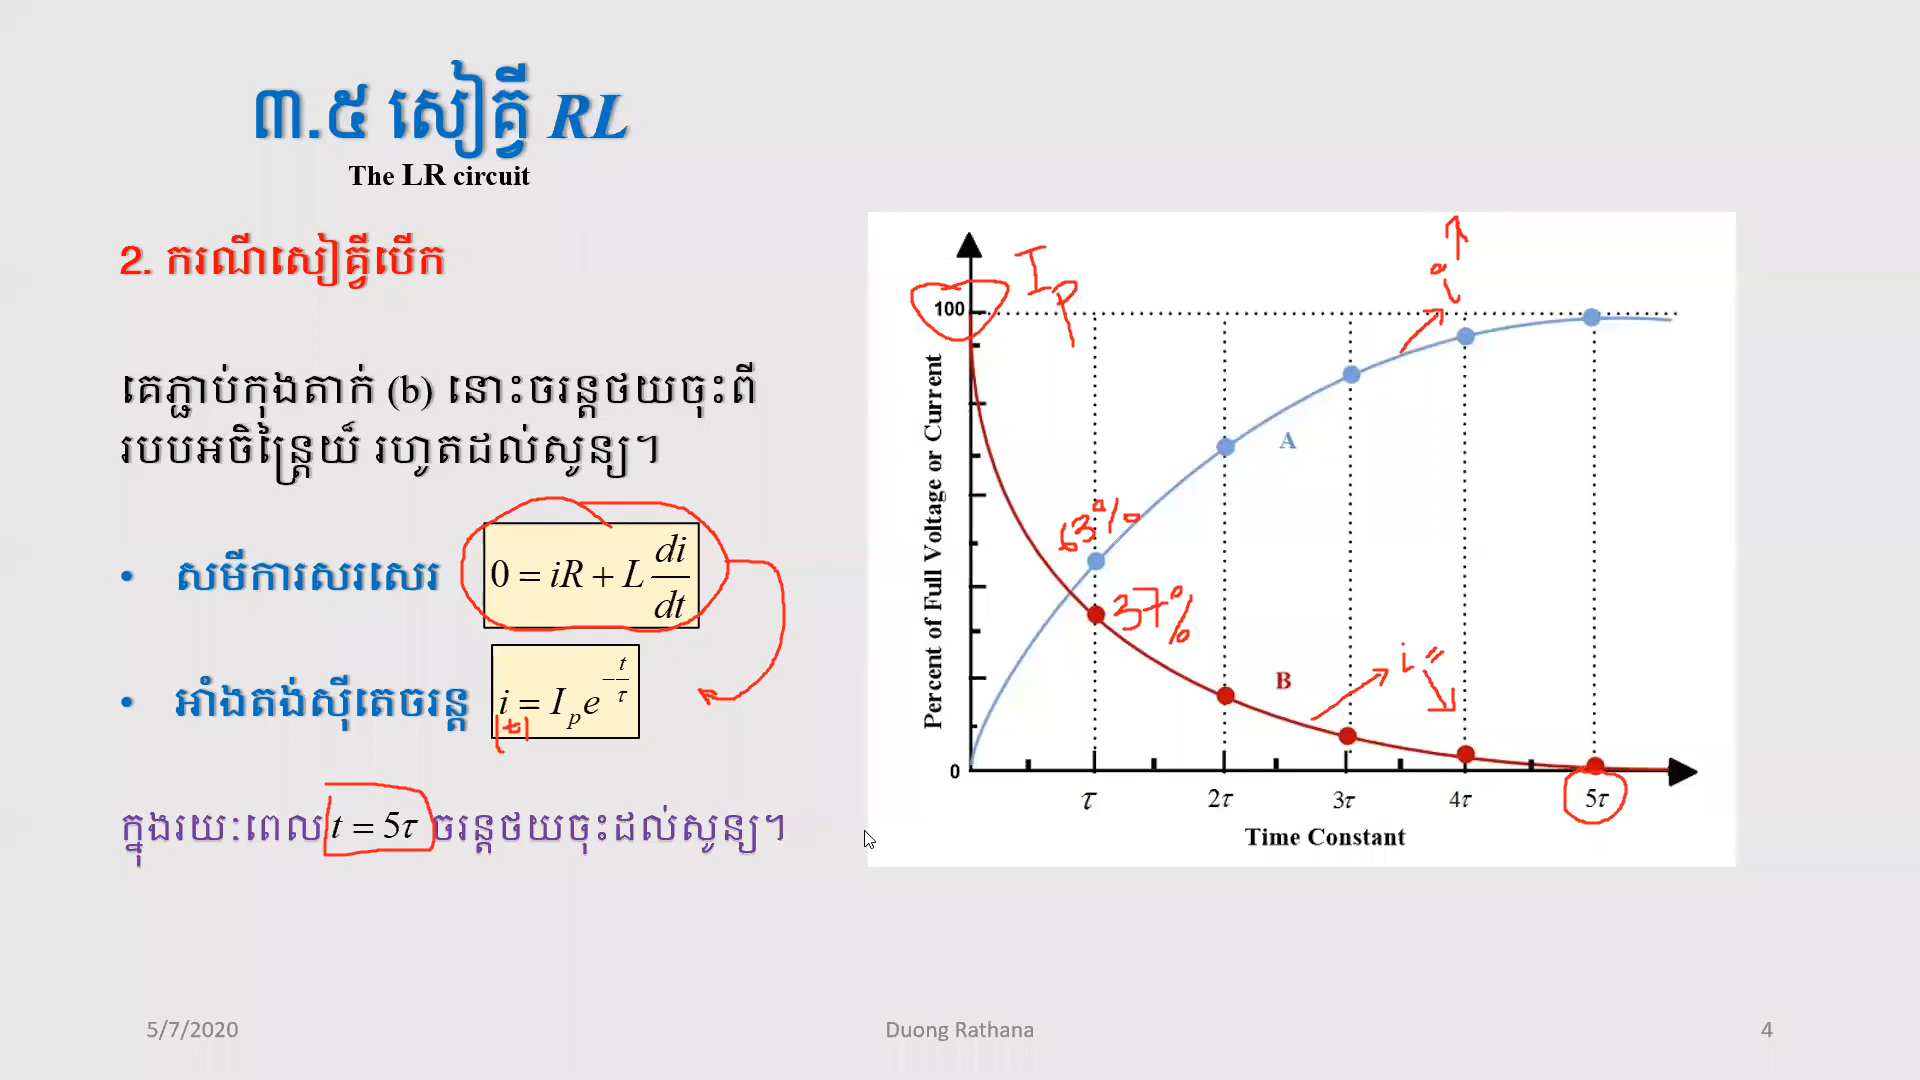 ៣.៥ សៀគ្វី RL
The LR circuit
2. ករណីសៀគ្វីបើក
គេភ្ជាប់កុងតាក់ (b) នោះចរន្តថយចុះពី
របបអចិន្ត្រៃយ៍ រហូតដល់សូន្យ។
• សមីការសរសេរ 0 = iR + L di/dt
• អាំងតង់ស៊ីតេចរន្ត i = I_p e^(-t/τ)
(t)
ក្នុងរយៈពេល t = 5τ ចរន្តថយចុះដល់សូន្យ។
Percent of Full Voltage or Current
100
0
I_p
i
A
63%
37%
B
i =
τ 2τ 3τ 4τ 5τ
Time Constant
5/7/2020 Duong Rathana 4